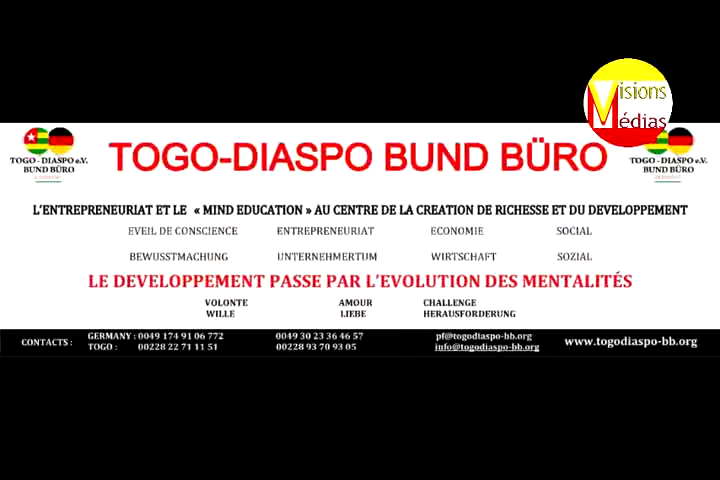 Visions
Médias
TOGO - DIASPO e.V.
BUND BÜRO
TOGO-DIASPO BUND BÜRO
TOGO - DIASPO e.V.
BUND BÜRO
L'ENTREPRENEURIAT ET LE « MIND EDUCATION » AU CENTRE DE LA CREATION DE RICHESSE ET DU DEVELOPPEMENT
EVEIL DE CONSCIENCE ENTREPRENEURIAT ECONOMIE SOCIAL
BEWUSSTMACHUNG UNTERNEHMERTUM WIRTSCHAFT SOZIAL
LE DEVELOPPEMENT PASSE PAR L'EVOLUTION DES MENTALITÉS
VOLONTE AMOUR CHALLENGE
WILLE LIEBE HERAUSFORDERUNG
CONTACTS :
GERMANY : 0049 174 91 06 772 0049 30 23 36 46 57 pf@togodiaspo-bb.org
TOGO : 00228 22 71 11 51 00228 93 70 93 05 info@togodiaspo-bb.org
www.togodiaspo-bb.org